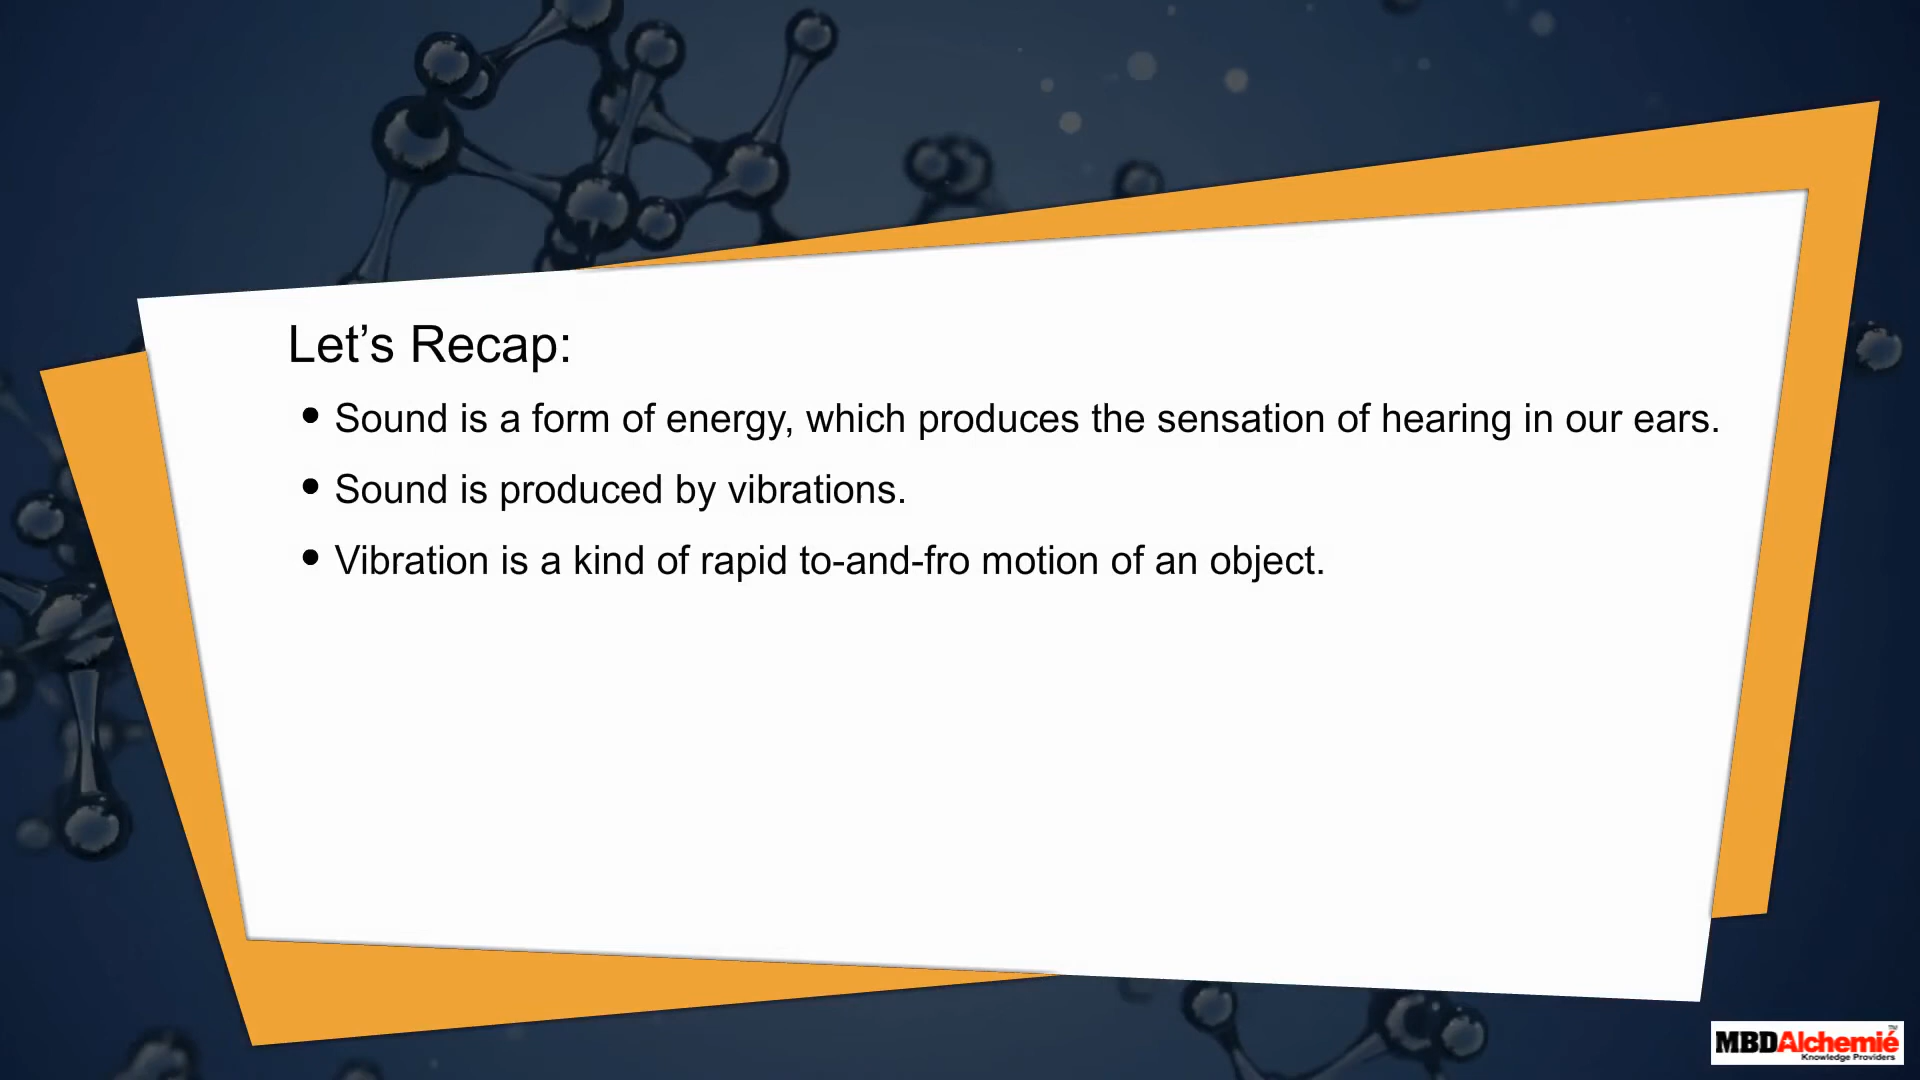 Let’s Recap:
• Sound is a form of energy, which produces the sensation of hearing in our ears.
• Sound is produced by vibrations.
• Vibration is a kind of rapid to-and-fro motion of an object.
MBDAlchemié™
Knowledge Providers